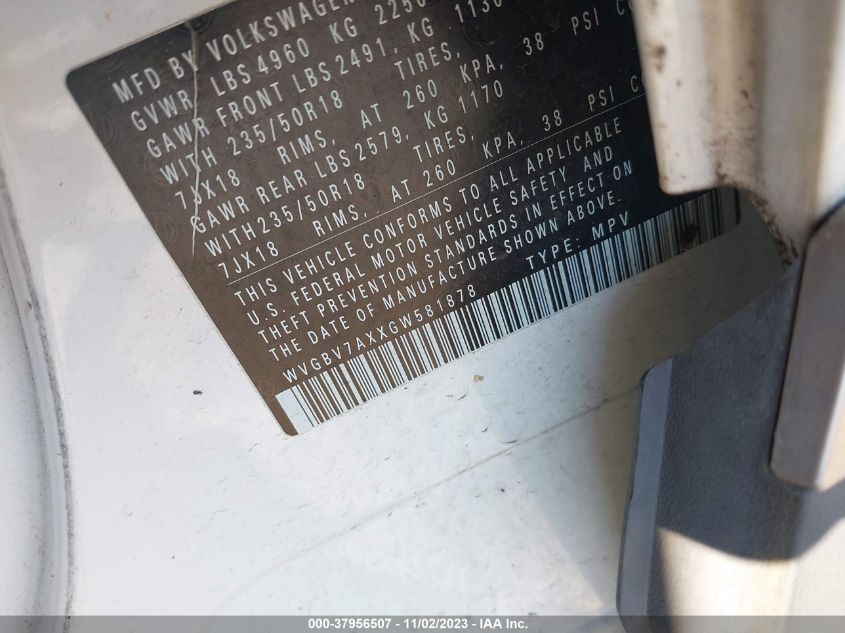 MFD BY VOLKSWAGEN
GVWR LBS 4960 KG 2250
GAWR FRONT LBS 2491, KG 1130
WITH 235/50R18 TIRES,
7JX18 RIMS, AT 260 KPA, 38 PSI CO
GAWR REAR LBS 2579, KG 1170
WITH235/50R18 TIRES,
7JX18 RIMS, AT 260 KPA, 38 PSI C
THIS VEHICLE CONFORMS TO ALL APPLICABLE
U.S. FEDERAL MOTOR VEHICLE SAFETY AND
THEFT PREVENTION STANDARDS IN EFFECT ON
THE DATE OF MANUFACTURE SHOWN ABOVE.
WVGBV7AXXGW581878 TYPE: MPV
000-37956507 - 11/02/2023 - IAA Inc.